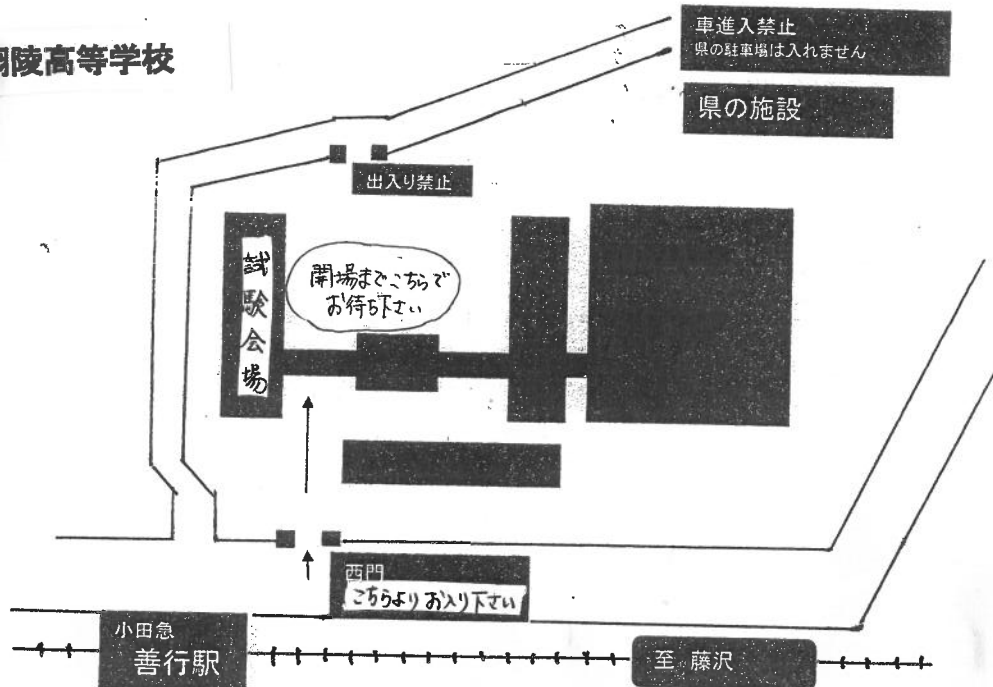 陵高等学校
車進入禁止
県の駐車場は入れません
県の施設
出入り禁止
試験会場
開場までこちらで
お待ち下さい
西門
こちらより お入り下さい
小田急
善行駅
至 藤沢